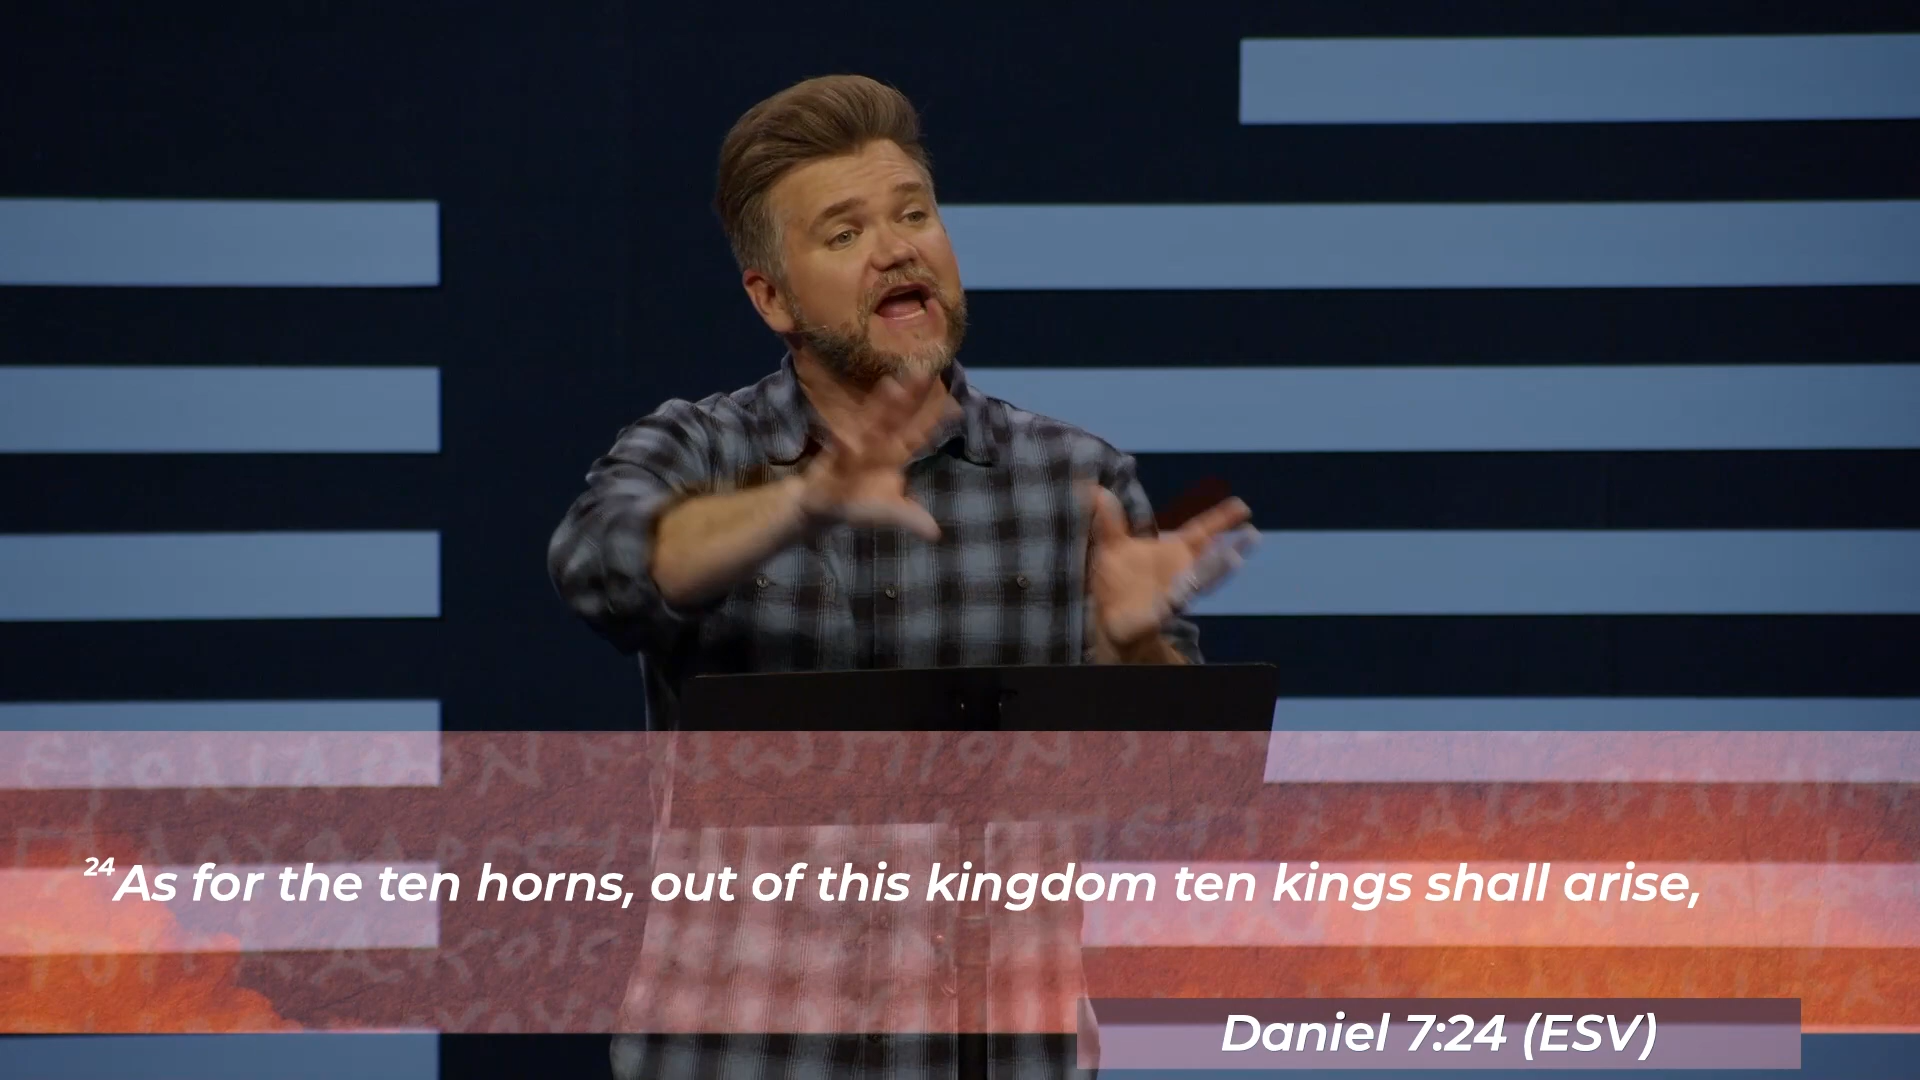 ²⁴As for the ten horns, out of this kingdom ten kings shall arise,
Daniel 7:24 (ESV)